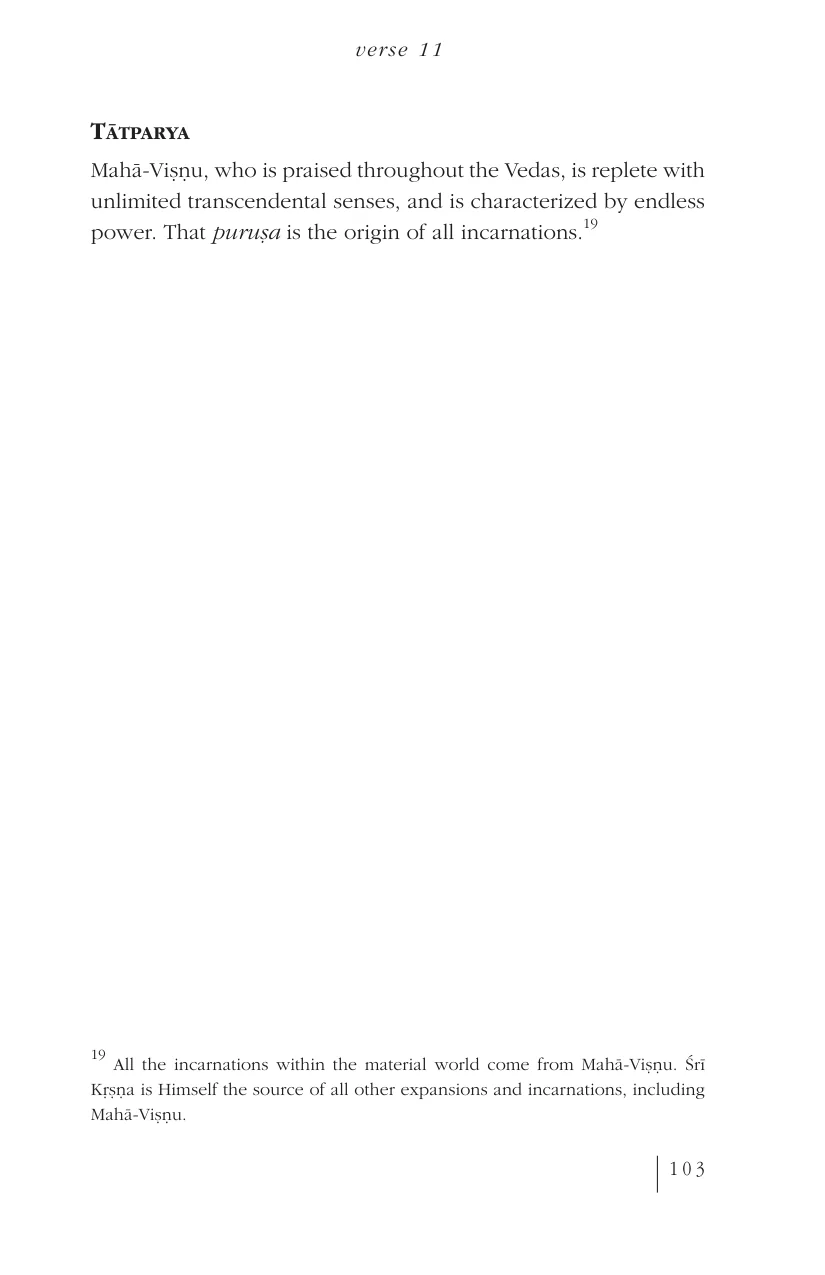 verse 11
Tātparya
Mahā-Viṣṇu, who is praised throughout the Vedas, is replete with
unlimited transcendental senses, and is characterized by endless
power. That puruṣa is the origin of all incarnations.19
19 All the incarnations within the material world come from Mahā-Viṣṇu. Śrī
Kṛṣṇa is Himself the source of all other expansions and incarnations, including
Mahā-Viṣṇu.
103